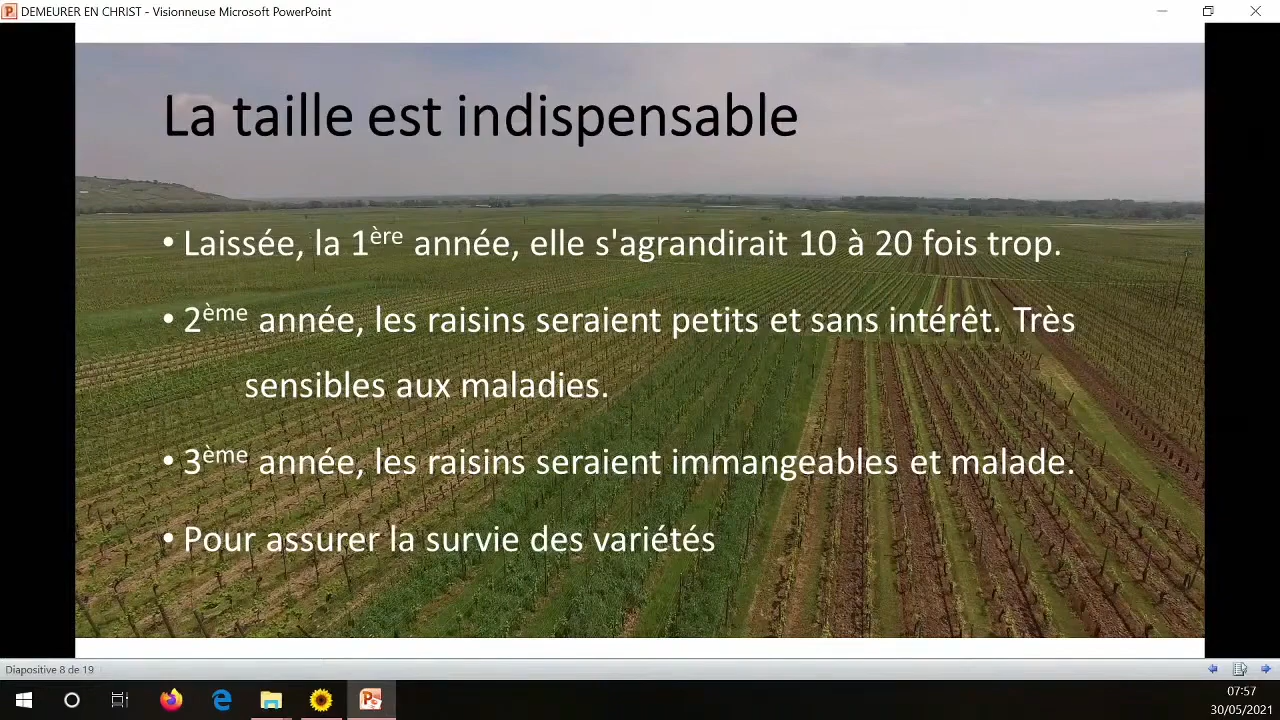 DEMEURER EN CHRIST - Visionneuse Microsoft PowerPoint
La taille est indispensable
• Laissée, la 1ère année, elle s'agrandirait 10 à 20 fois trop.
• 2ème année, les raisins seraient petits et sans intérêt. Très
sensibles aux maladies.
• 3ème année, les raisins seraient immangeables et malade.
• Pour assurer la survie des variétés
Diapositive 8 de 19
07:57
30/05/2021